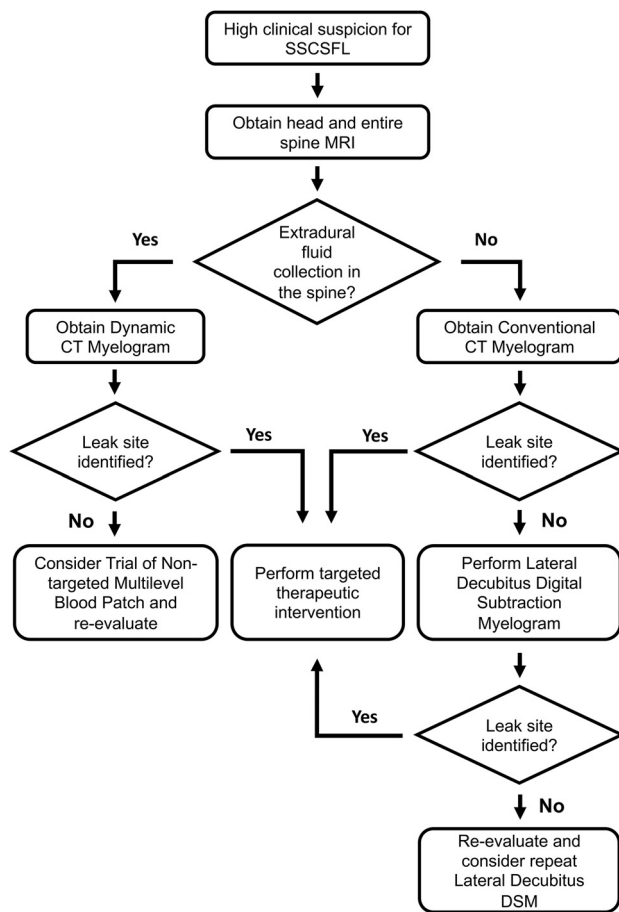 High clinical suspicion for
SSCSFL
Obtain head and entire
spine MRI
Extradural
fluid
collection in
the spine?
Yes
No
Obtain Dynamic
CT Myelogram
Obtain Conventional
CT Myelogram
Leak site
identified?
Yes
Yes
Leak site
identified?
No
No
Consider Trial of Non-
targeted Multilevel
Blood Patch and
re-evaluate
Perform targeted
therapeutic
intervention
Perform Lateral
Decubitus Digital
Subtraction
Myelogram
Yes
Leak site
identified?
No
Re-evaluate and
consider repeat
Lateral Decubitus
DSM